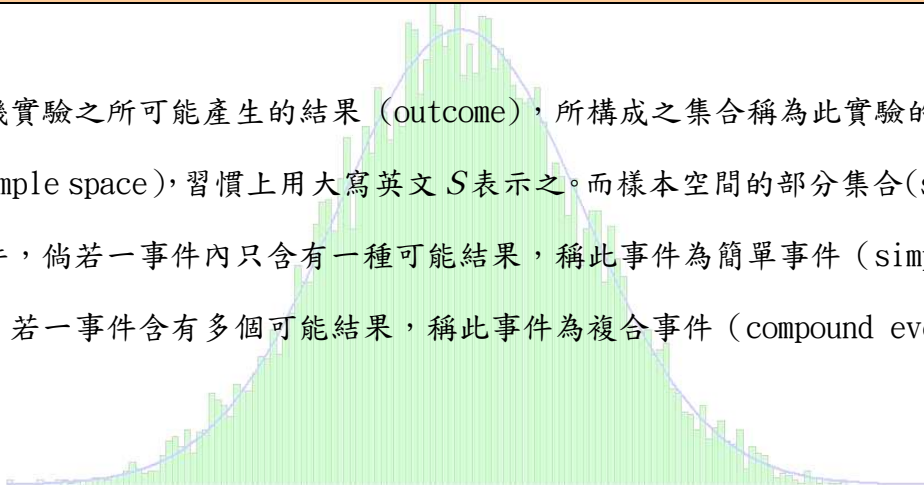 幾實驗之所可能產生的結果（outcome），所構成之集合稱為此實驗的
mple space），習慣上用大寫英文 S 表示之。而樣本空間的部分集合（s
件，倘若一事件內只含有一種可能結果，稱此事件為簡單事件（simp
若一事件含有多個可能結果，稱此事件為複合事件（compound eve